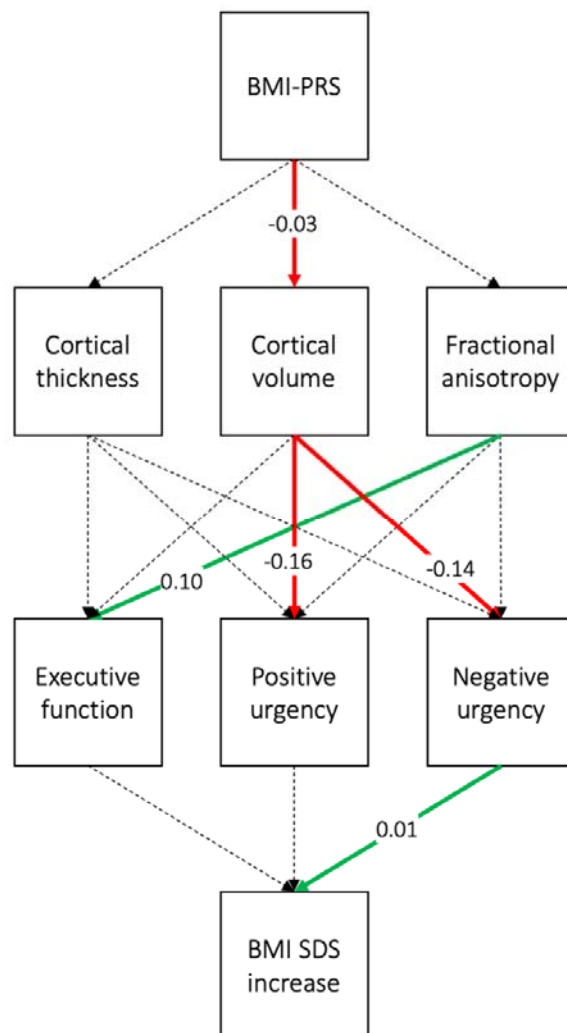 BMI-PRS
-0.03
Cortical
thickness
Cortical
volume
Fractional
anisotropy
0.10
-0.16
-0.14
Executive
function
Positive
urgency
Negative
urgency
0.01
BMI SDS
increase